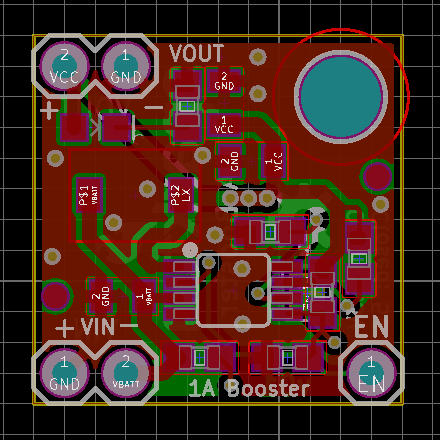 2
VCC
1
GND
VOUT
+
−
2
GND
1
VCC
2
GND
1
VCC
P$1
VBATT
P$2
LX
2
GND
1
VBATT
+ VIN −
EN
1
GND
2
VBATT
1A Booster
1
EN